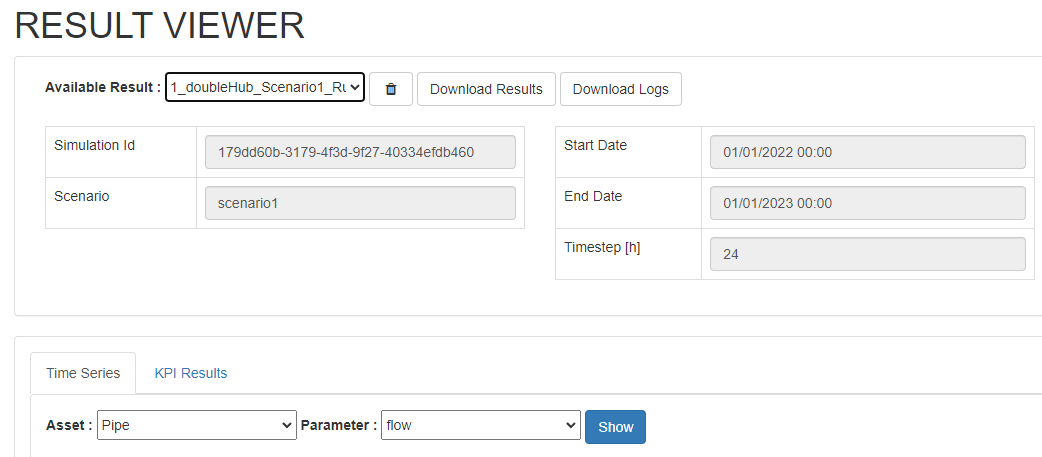 RESULT VIEWER
Available Result : 1_doubleHub_Scenario1_Ru Download Results Download Logs
Simulation Id 179dd60b-3179-4f3d-9f27-40334efdb460
Scenario scenario1
Start Date 01/01/2022 00:00
End Date 01/01/2023 00:00
Timestep [h] 24
Time Series KPI Results
Asset : Pipe Parameter : flow Show